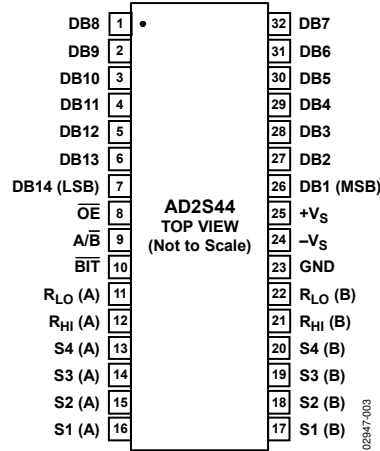 DB8 1 32 DB7
DB9 2 31 DB6
DB10 3 30 DB5
DB11 4 29 DB4
DB12 5 28 DB3
DB13 6 27 DB2
DB14 (LSB) 7 26 DB1 (MSB)
AD2S44
TOP VIEW
(Not to Scale)
O̅E̅ 8 25 +VS
A/B̅ 9 24 –VS
B̅I̅T̅ 10 23 GND
RLO (A) 11 22 RLO (B)
RHI (A) 12 21 RHI (B)
S4 (A) 13 20 S4 (B)
S3 (A) 14 19 S3 (B)
S2 (A) 15 18 S2 (B)
S1 (A) 16 17 S1 (B)
02947-003